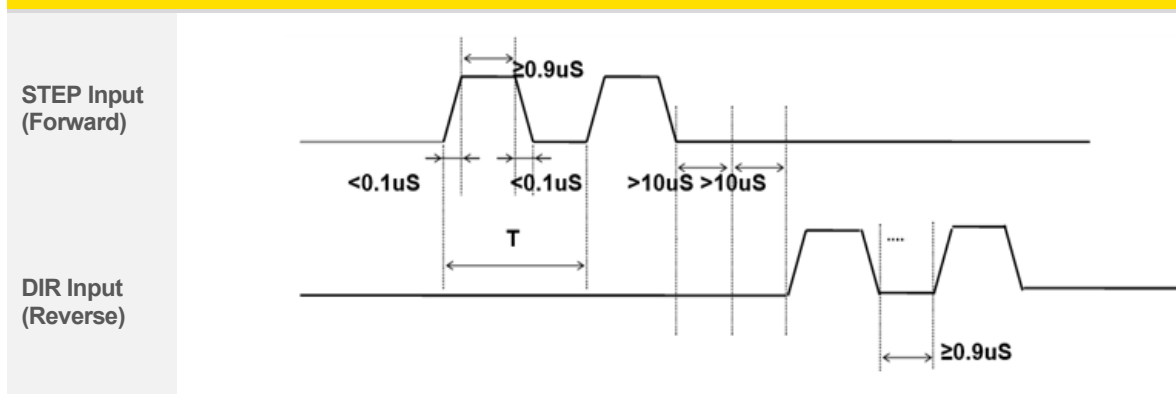 STEP Input
(Forward)
≥0.9uS
<0.1uS
<0.1uS
>10uS >10uS
T
DIR Input
(Reverse)
....
≥0.9uS